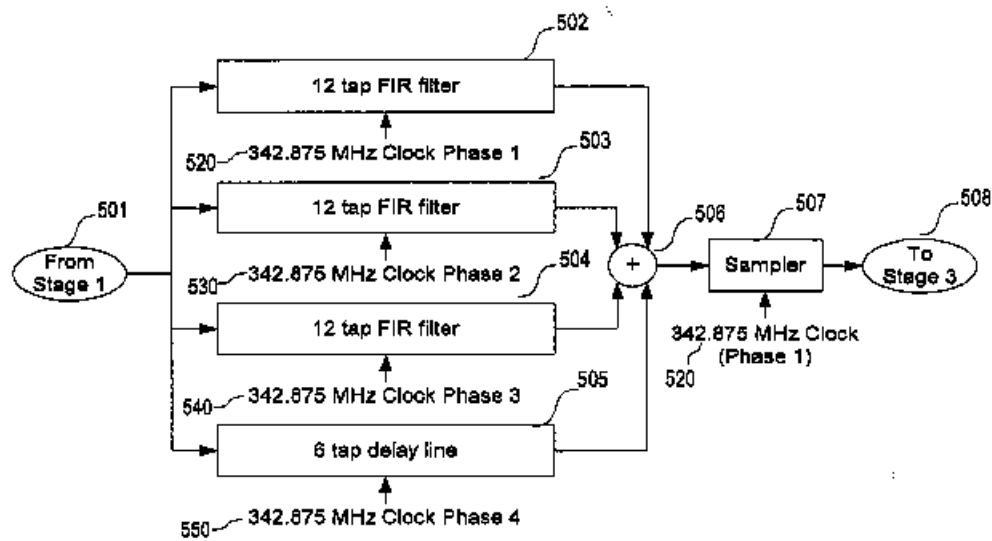 502
12 tap FIR filter
520 342.875 MHz Clock Phase 1
503
12 tap FIR filter
530 342.875 MHz Clock Phase 2
504
12 tap FIR filter
540 342.875 MHz Clock Phase 3
505
6 tap delay line
550 342.875 MHz Clock Phase 4
501
From
Stage 1
506
+
507
Sampler
342.875 MHz Clock
(Phase 1)
520
508
To
Stage 3